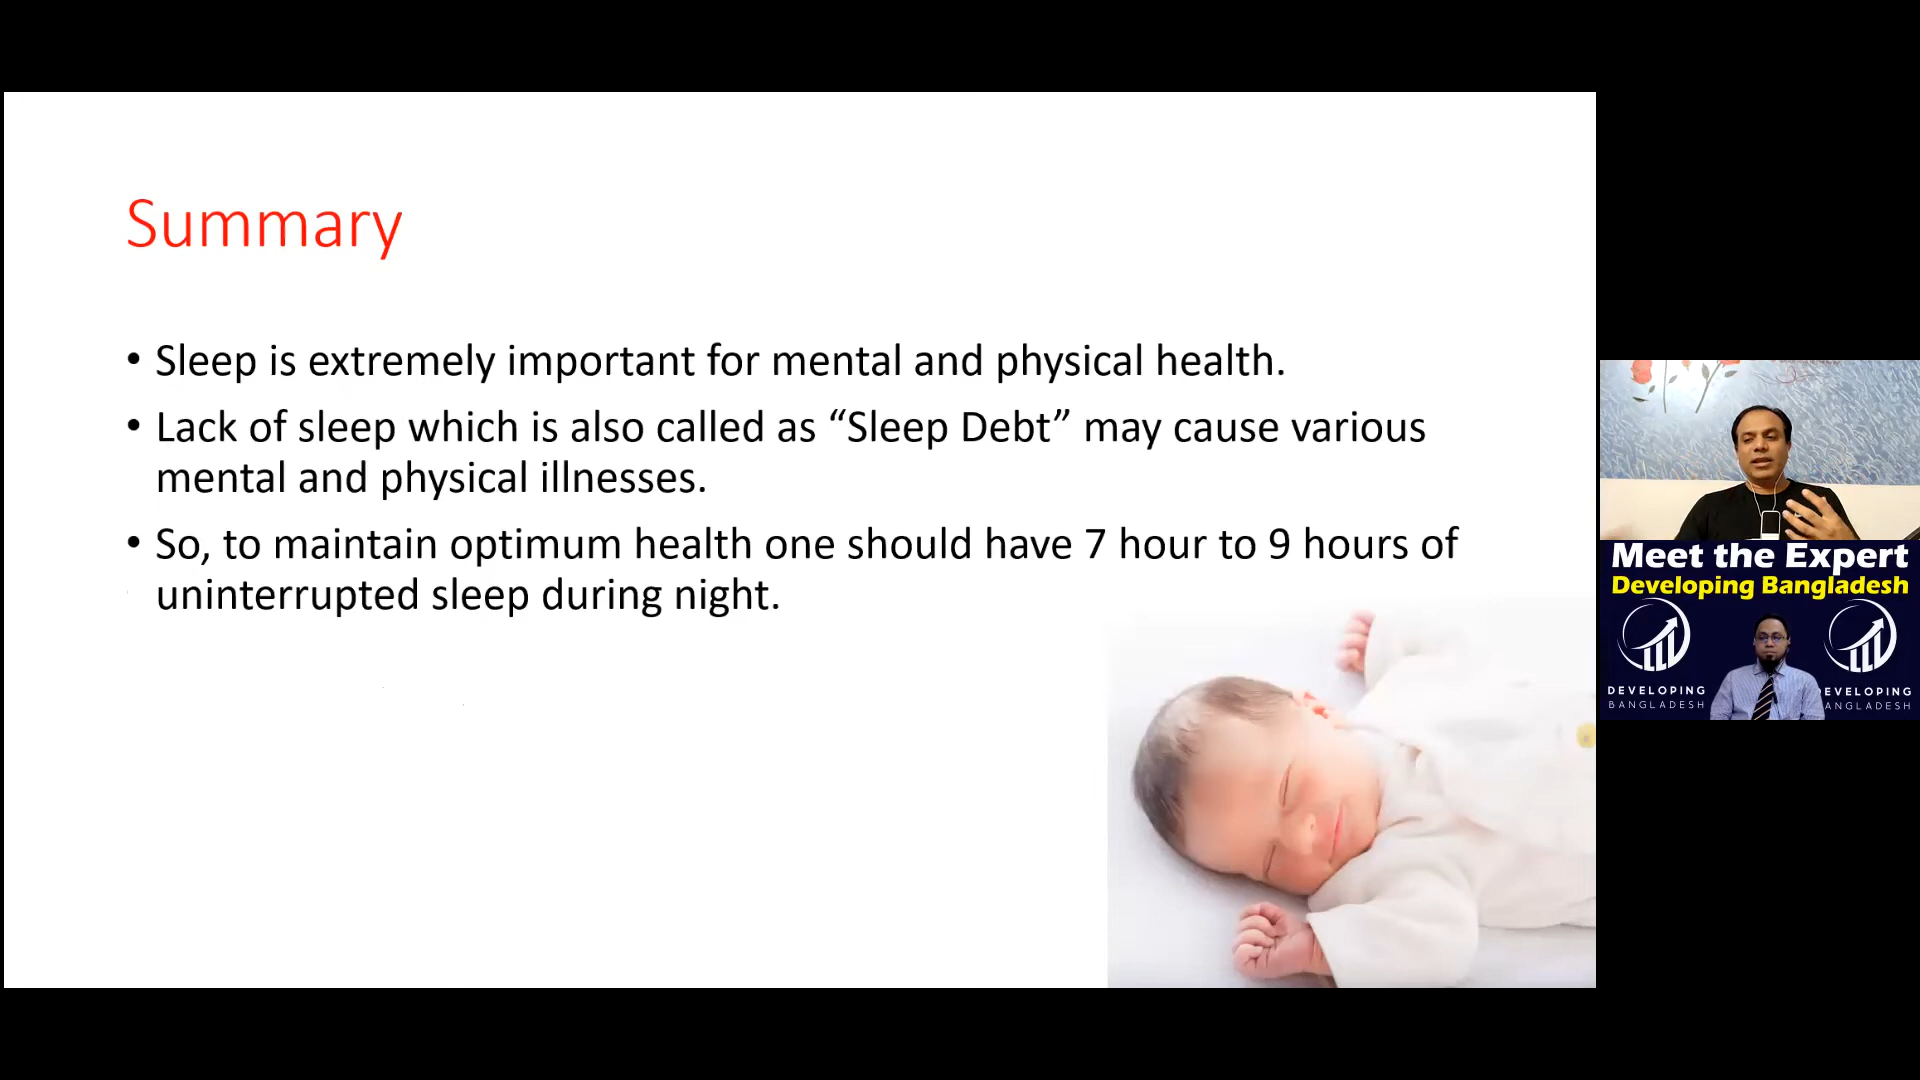 Summary
• Sleep is extremely important for mental and physical health.
• Lack of sleep which is also called as “Sleep Debt” may cause various
mental and physical illnesses.
• So, to maintain optimum health one should have 7 hour to 9 hours of
uninterrupted sleep during night.
Meet the Expert
Developing Bangladesh
DEVELOPING
BANGLADESH
EVELOPING
ANGLADESH